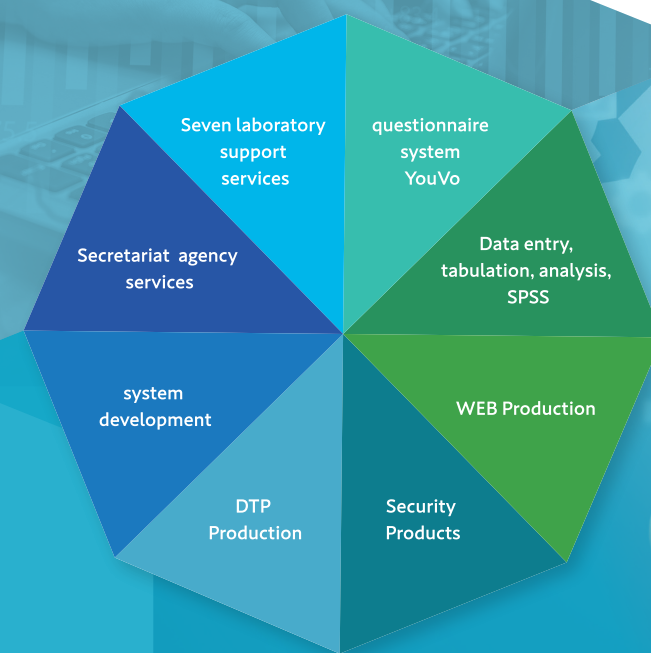 Seven laboratory
support
services
questionnaire
system
YouVo
Data entry,
tabulation, analysis,
SPSS
Secretariat agency
services
system
development
WEB Production
DTP
Production
Security
Products